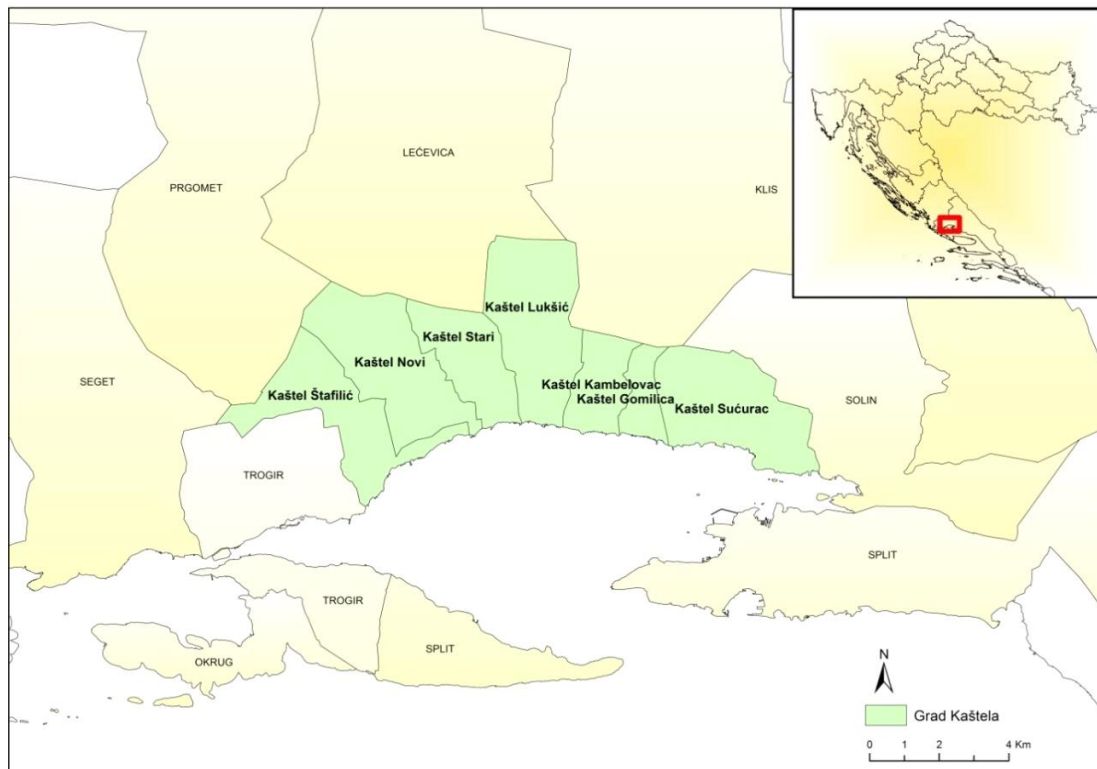 LEĆEVICA
PRGOMET
KLIS
Kaštel Lukšić
Kaštel Stari
Kaštel Novi
SEGET
Kaštel Kambelovac
Kaštel Štafilić
Kaštel Gomilica
SOLIN
Kaštel Sućurac
TROGIR
SPLIT
TROGIR
OKRUG
SPLIT
N
Grad Kaštela
0 1 2 4 Km